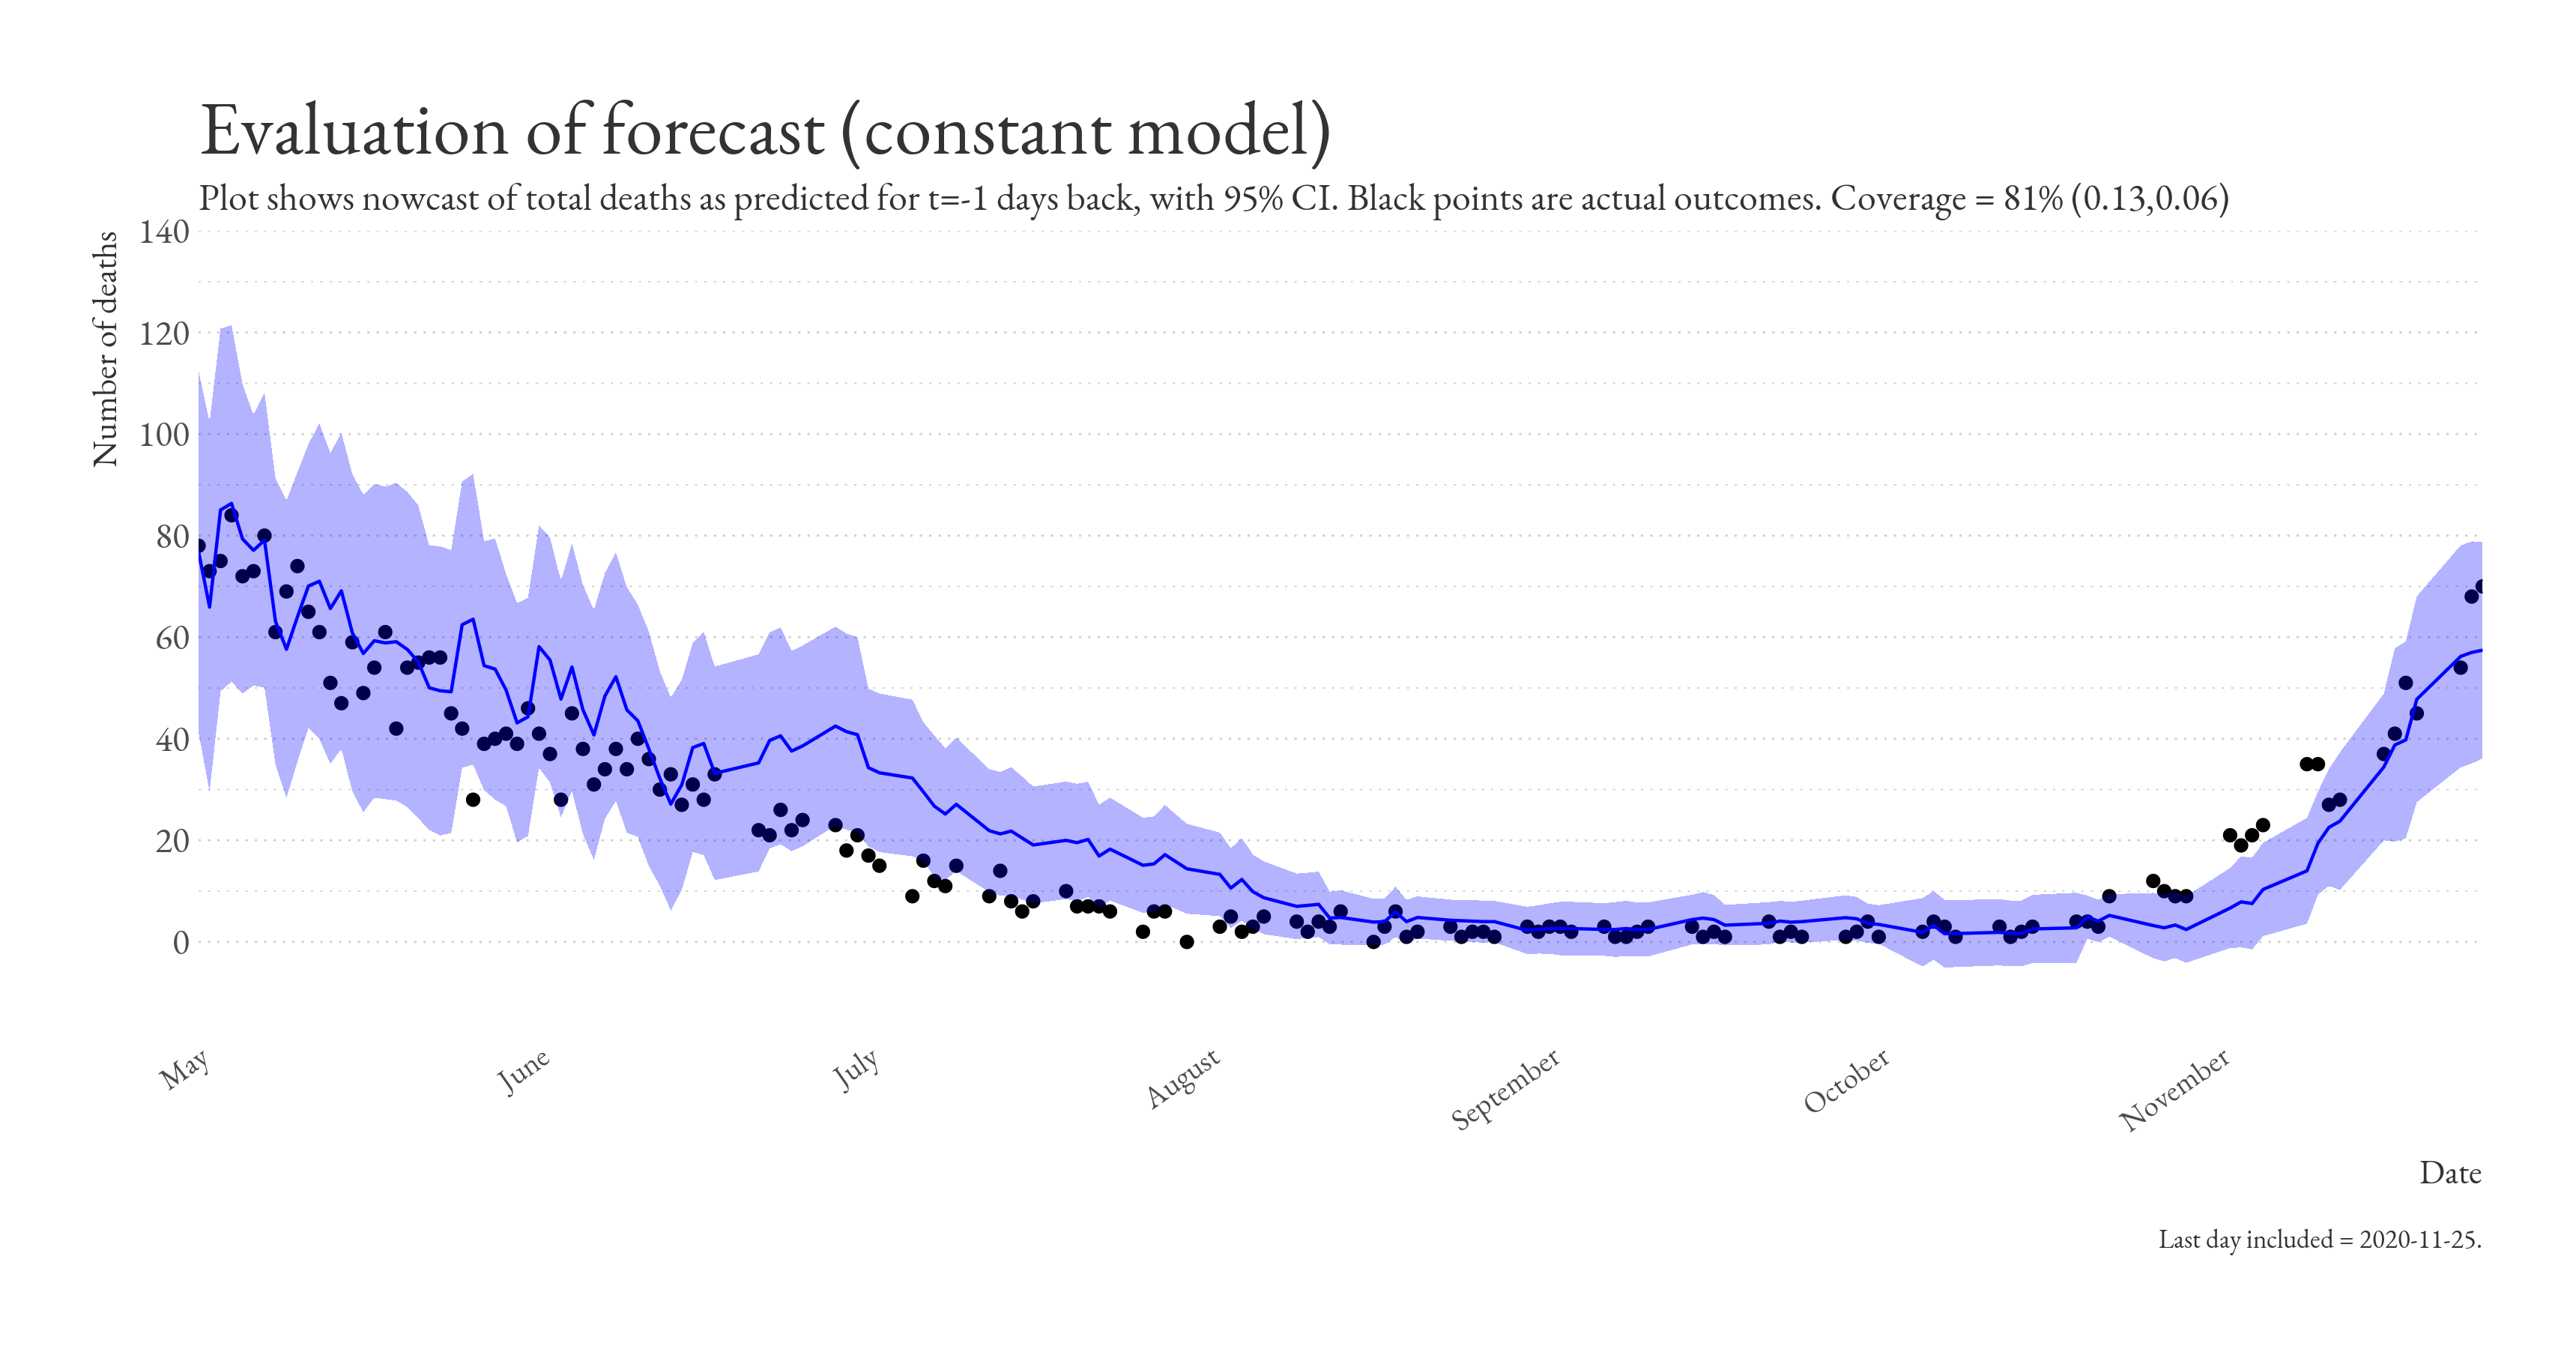 Evaluation of forecast (constant model)
Plot shows nowcast of total deaths as predicted for t=-1 days back, with 95% CI. Black points are actual outcomes. Coverage = 81% (0.13,0.06)
Number of deaths
140
120
100
80
60
40
20
0
May
June
July
August
September
October
November
Date
Last day included = 2020-11-25.